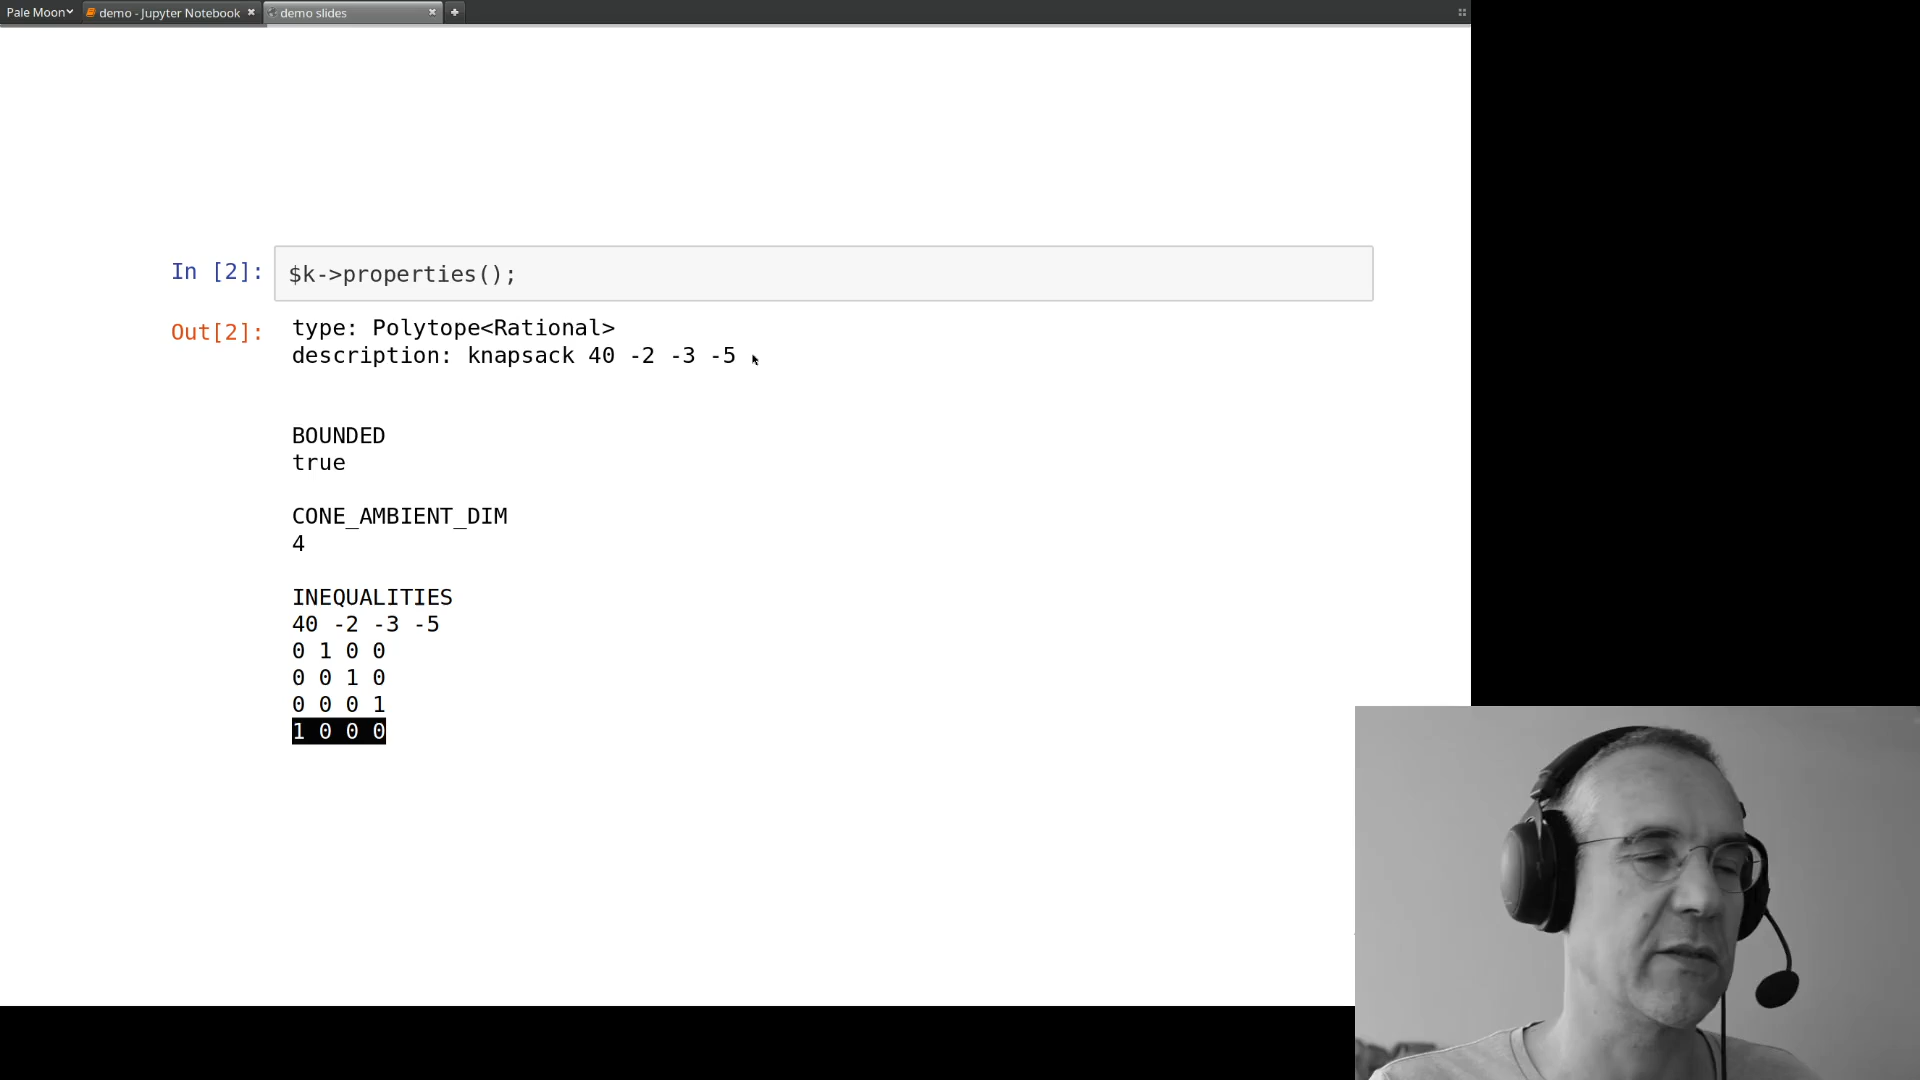 Pale Moon
demo - Jupyter Notebook
demo slides
In [2]:
$k->properties();
Out[2]:
type: Polytope<Rational>
description: knapsack 40 -2 -3 -5
BOUNDED
true
CONE_AMBIENT_DIM
4
INEQUALITIES
40 -2 -3 -5
0 1 0 0
0 0 1 0
0 0 0 1
1 0 0 0